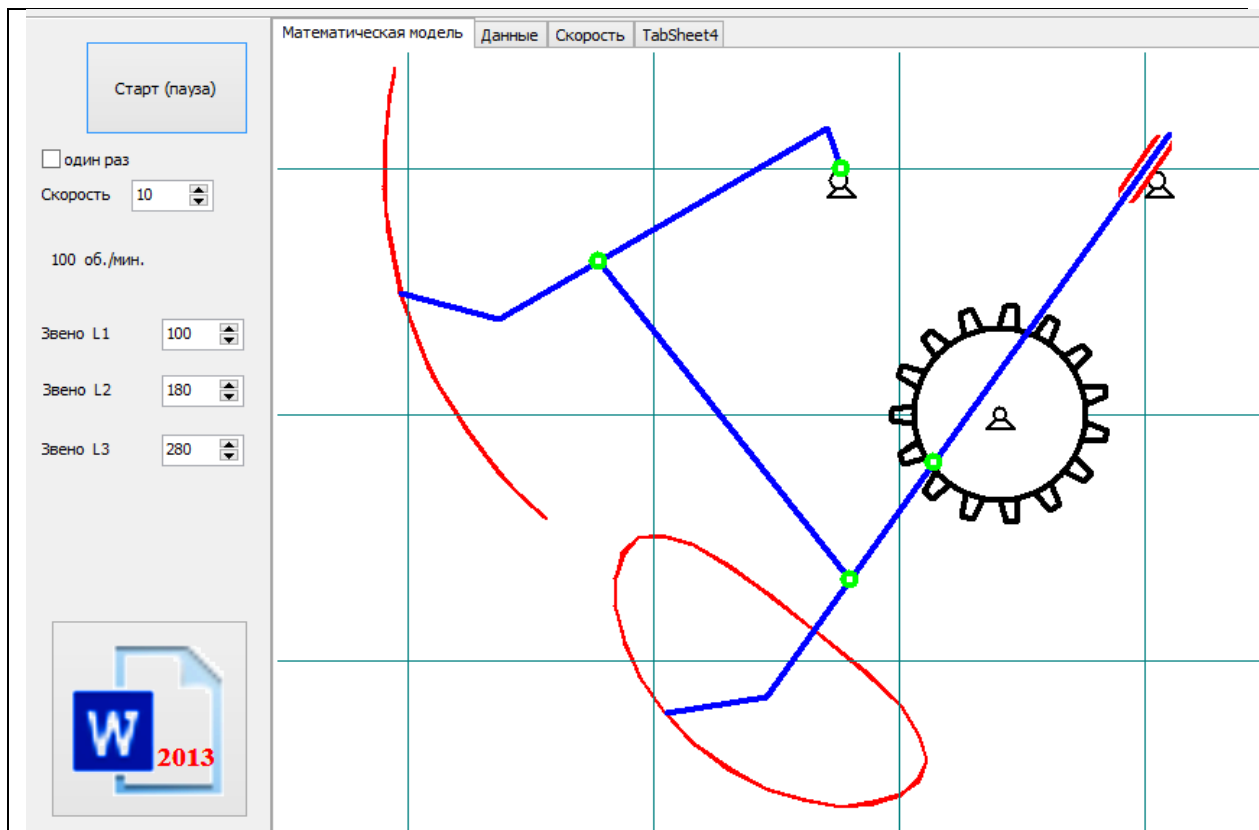 Математическая модель Данные Скорость TabSheet4
Старт (пауза)
один раз
Скорость 10
100 об./мин.
Звено L1 100
Звено L2 180
Звено L3 280
W 2013